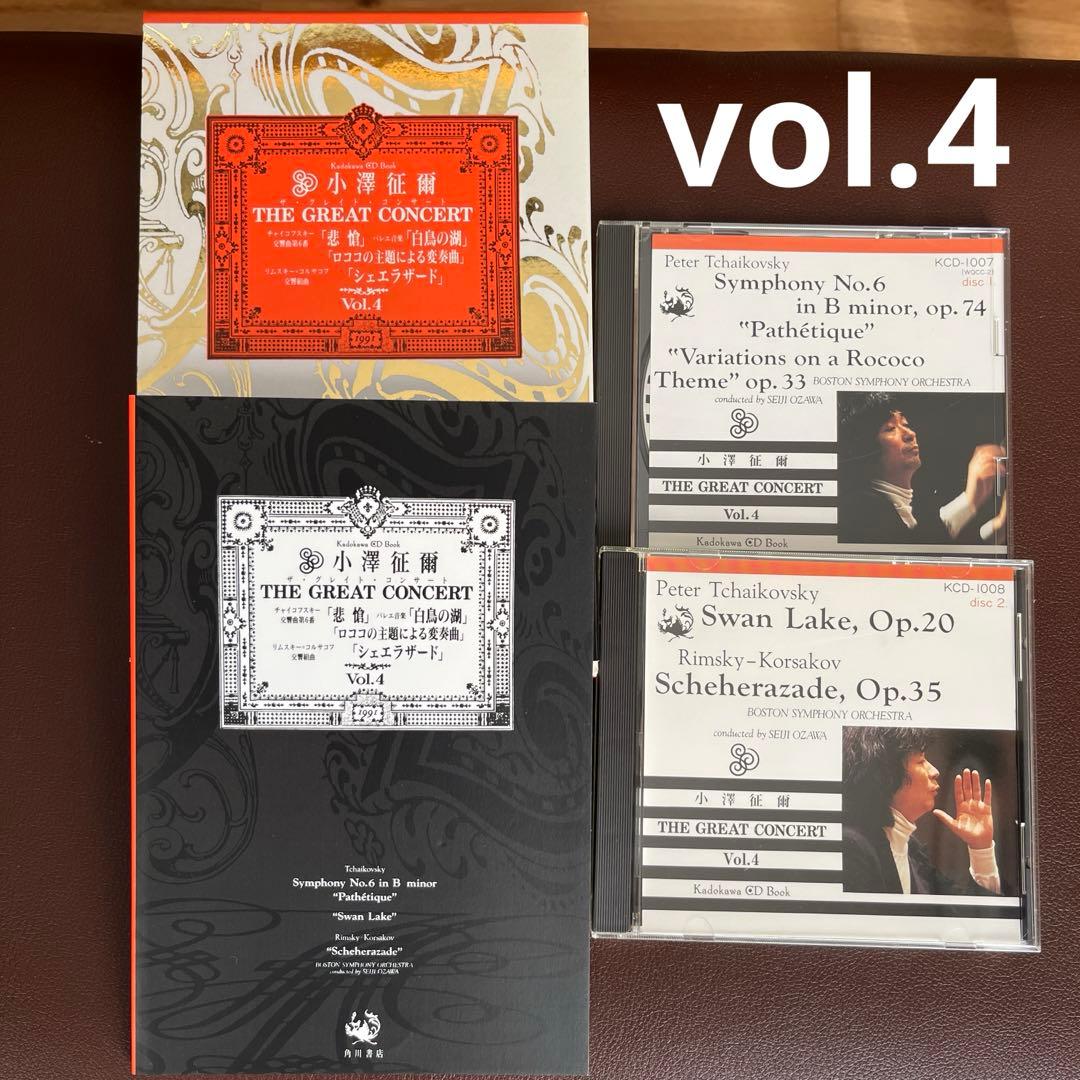 vol.4
Kadokawa CD Book
小澤征爾
ザ・グレイト・コンサート
THE GREAT CONCERT
チャイコフスキー
交響曲第6番「悲愴」バレエ音楽「白鳥の湖」
「ロココの主題による変奏曲」
リムスキー=コルサコフ
交響組曲「シェエラザード」
Vol.4
1991
Kadokawa CD Book
小澤征爾
ザ・グレイト・コンサート
THE GREAT CONCERT
チャイコフスキー
交響曲第6番「悲愴」バレエ音楽「白鳥の湖」
「ロココの主題による変奏曲」
リムスキー=コルサコフ
交響組曲「シェエラザード」
Vol.4
1991
Tchaikovsky
Symphony No.6 in B minor
"Pathétique"
"Swan Lake"
Rimsky-Korsakov
"Scheherazade"
BOSTON SYMPHONY ORCHESTRA
conducted by SEIJI OZAWA
角川書店
Peter Tchaikovsky
KCD-1007
(WQCC-2)
disc 1.
Symphony No.6
in B minor, op.74
"Pathétique"
"Variations on a Rococo
Theme" op.33 BOSTON SYMPHONY ORCHESTRA
conducted by SEIJI OZAWA
小澤征爾
THE GREAT CONCERT
Vol.4
Kadokawa CD Book
Peter Tchaikovsky
KCD-1008
disc 2.
Swan Lake, Op.20
Rimsky-Korsakov
Scheherazade, Op.35
BOSTON SYMPHONY ORCHESTRA
conducted by SEIJI OZAWA
小澤征爾
THE GREAT CONCERT
Vol.4
Kadokawa CD Book